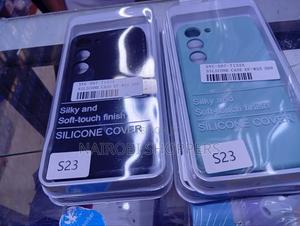 Silky and
Soft-touch finish
SILICONE COVER
S23
Silky and
Soft-touch finish
SILICONE COVER
S23
NAIROBI SHOPPERS